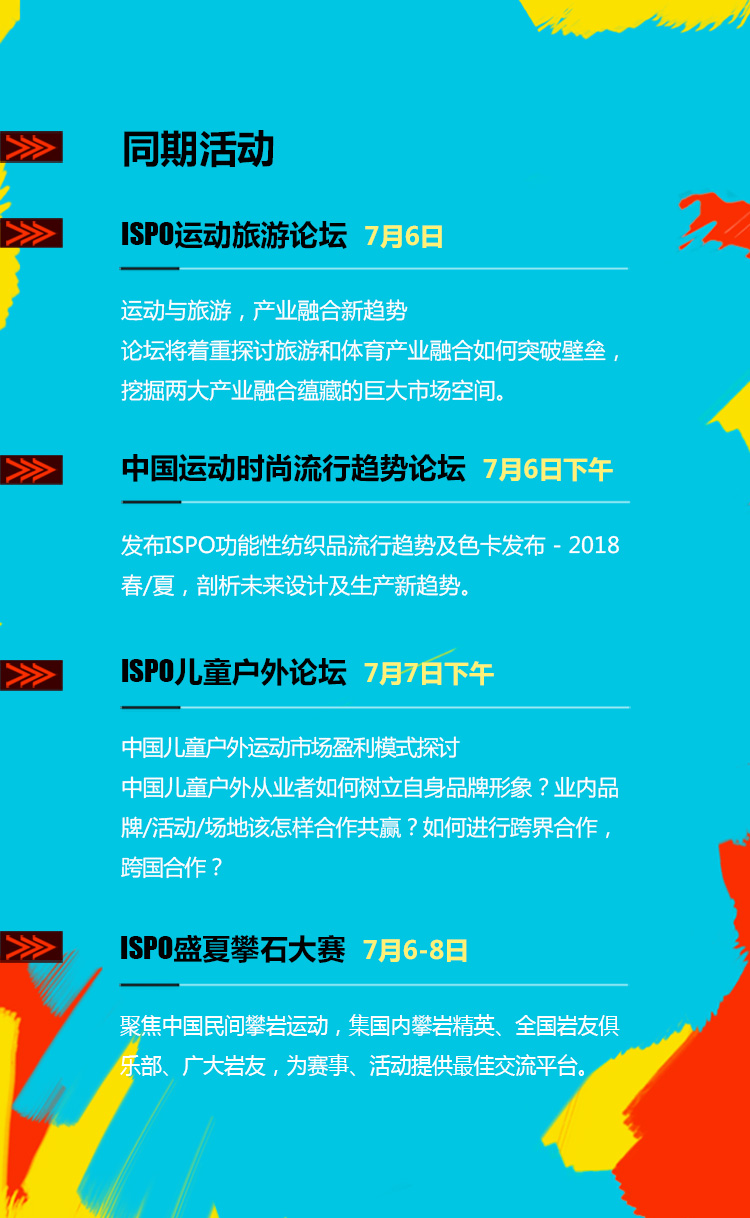 同期活动
ISPO运动旅游论坛 7月6日
运动与旅游，产业融合新趋势
论坛将着重探讨旅游和体育产业融合如何突破壁垒，
挖掘两大产业融合蕴藏的巨大市场空间。
中国运动时尚流行趋势论坛 7月6日下午
发布ISPO功能性纺织品流行趋势及色卡发布 - 2018
春/夏，剖析未来设计及生产新趋势。
ISPO儿童户外论坛 7月7日下午
中国儿童户外运动市场盈利模式探讨
中国儿童户外从业者如何树立自身品牌形象？业内品
牌/活动/场地该怎样合作共赢？如何进行跨界合作，
跨国合作？
ISPO盛夏攀石大赛 7月6-8日
聚焦中国民间攀岩运动，集国内攀岩精英、全国岩友俱
乐部、广大岩友，为赛事、活动提供最佳交流平台。